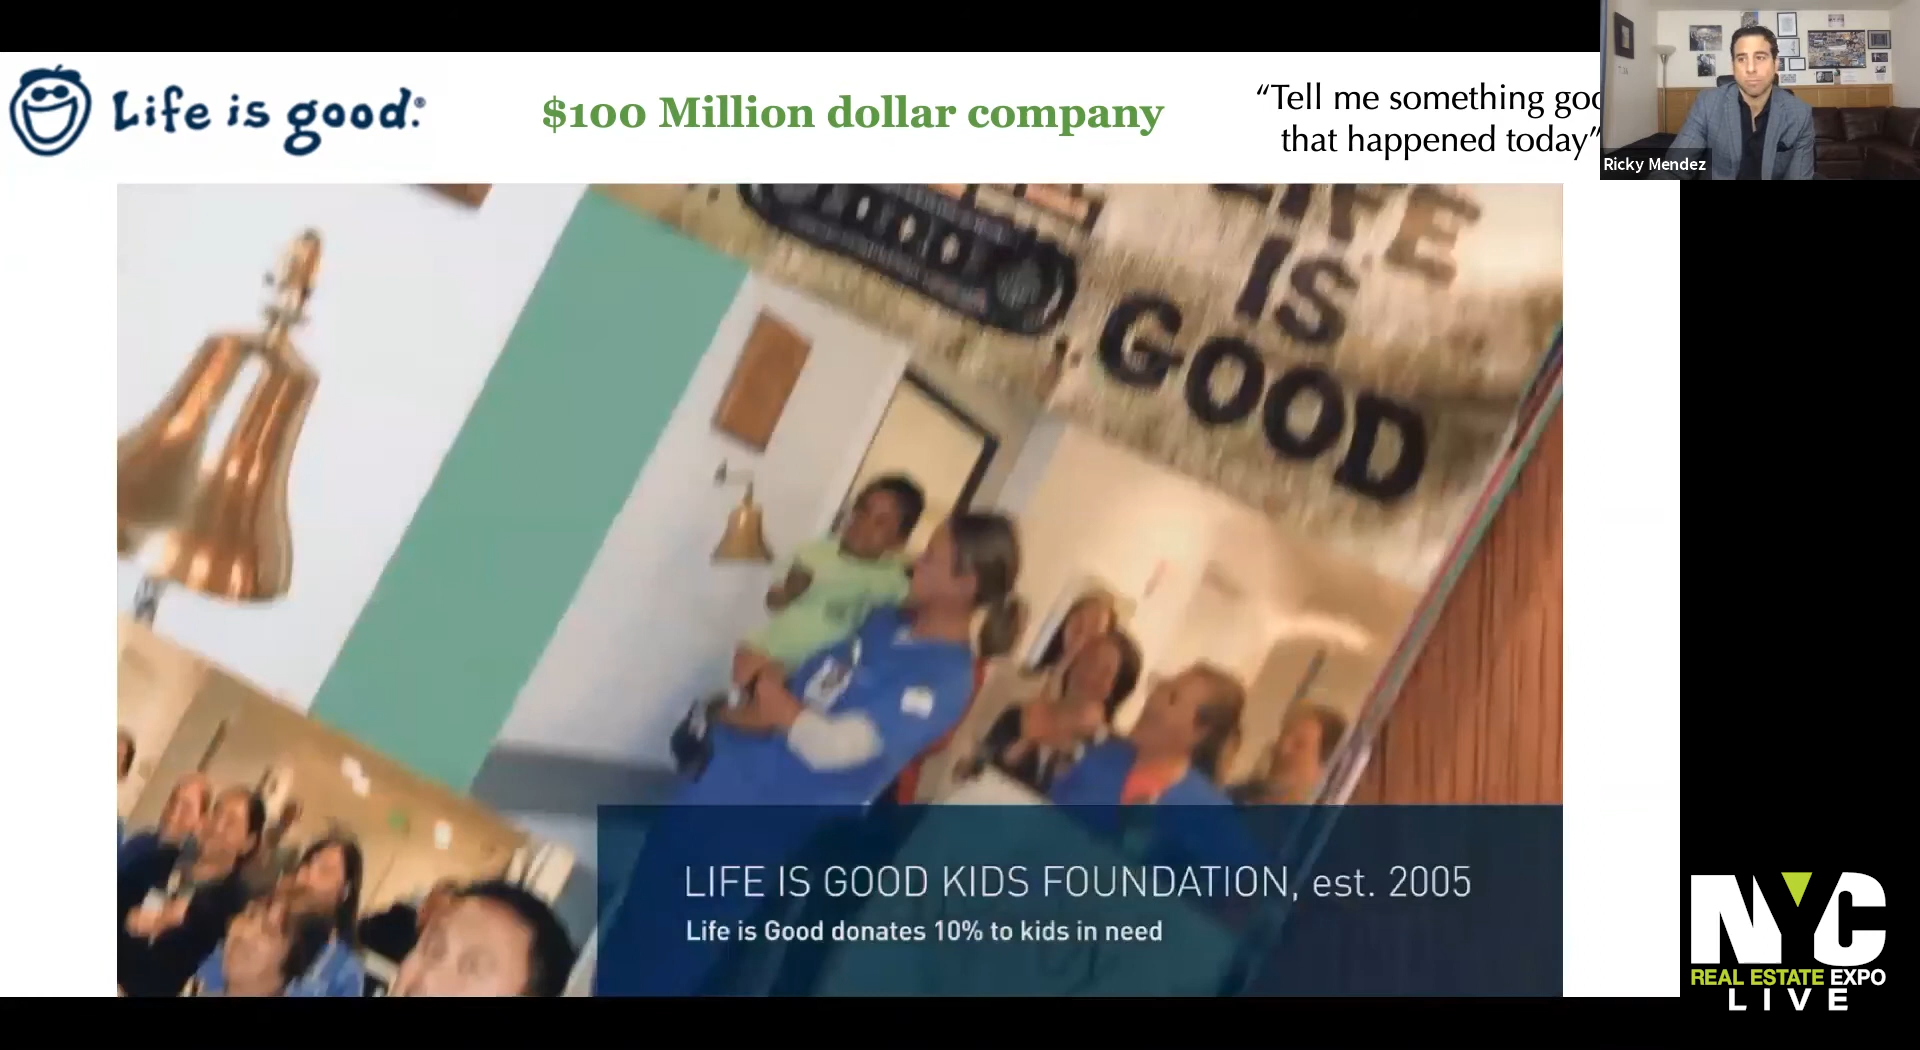 Life is good.®
$100 Million dollar company
“Tell me something goo
that happened today”
Ricky Mendez
LIFE
IS
GOOD
LIFE IS GOOD KIDS FOUNDATION, est. 2005
Life is Good donates 10% to kids in need
NYC
REAL ESTATE EXPO
LIVE